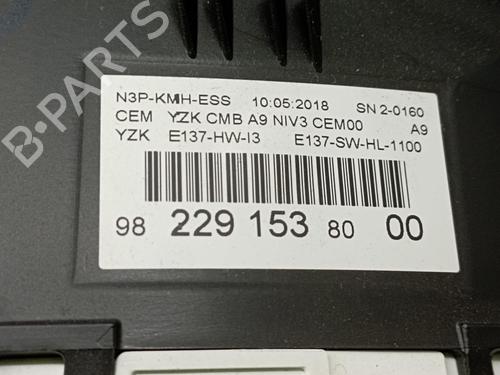 N3P-KMH-ESS 10:05:2018 SN 2-0160
CEM YZK CMB A9 NIV3 CEM00 A9
YZK E137-HW-I3 E137-SW-HL-1100
98 229 153 80 00
B-PARTS